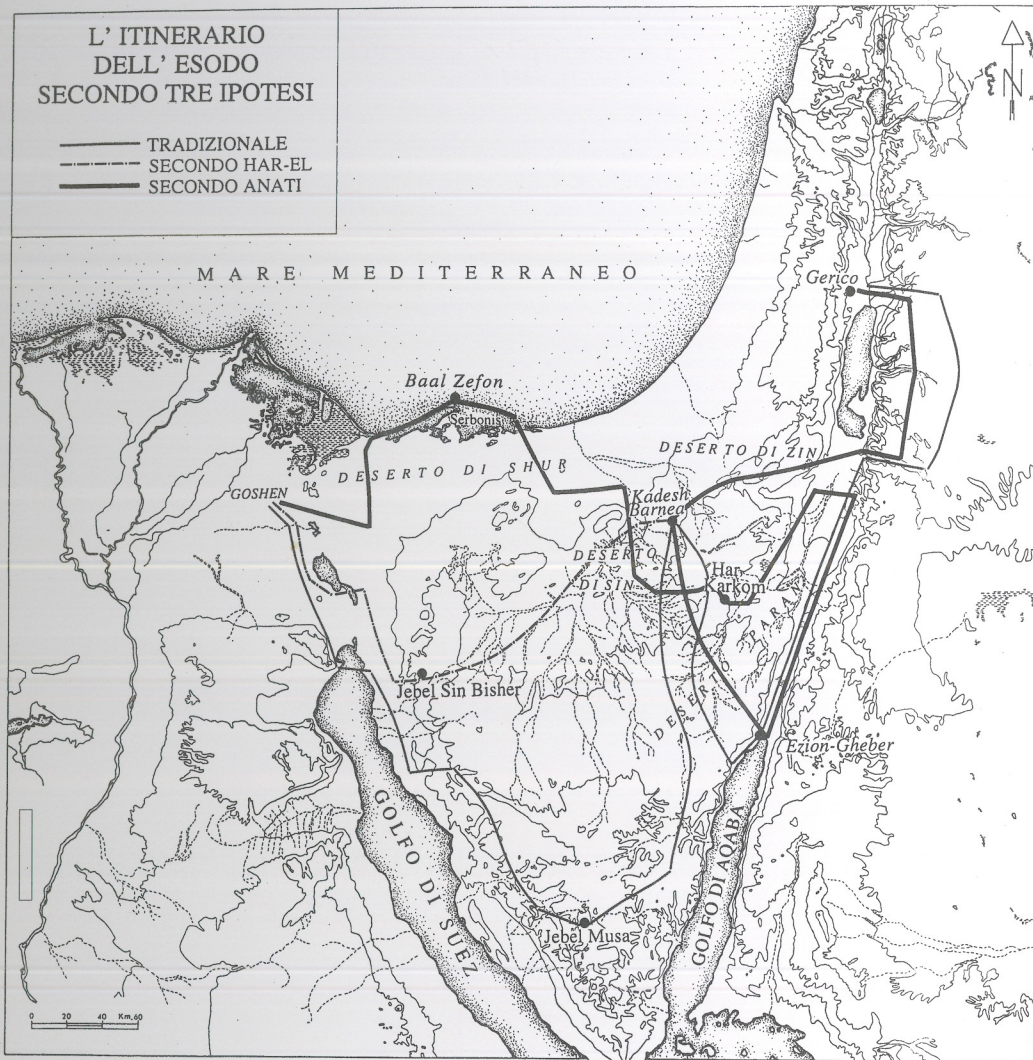 L' ITINERARIO
DELL' ESODO
SECONDO TRE IPOTESI
TRADIZIONALE
SECONDO HAR-EL
SECONDO ANATI
N
MARE MEDITERRANEO
Gerico
Baal Zefon
Serbonis
DESERTO DI ZIN
DESERTO DI SHUR
GOSHEN
Kadesh
Barnea
DESERTO
DI SIN
Har
Karkom
DESERTO PARAN
Jebel Sin Bisher
Ezion-Gheber
GOLFO DI SUEZ
GOLFO DI AQABA
Jebel Musa
0 20 40 Km. 60